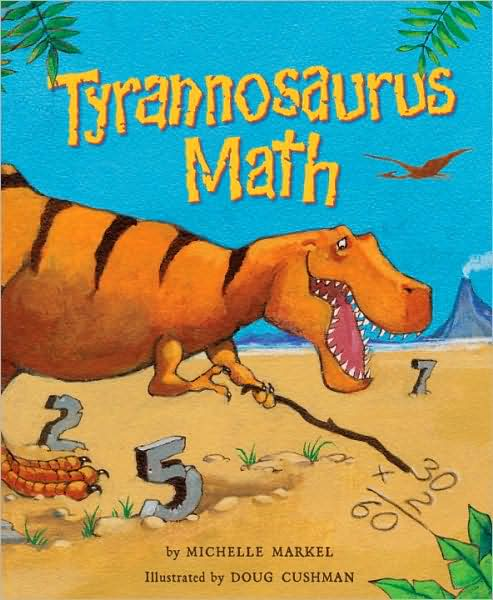 Tyrannosaurus
Math
7
2
5
30
x 2
60
by MICHELLE MARKEL
Illustrated by DOUG CUSHMAN